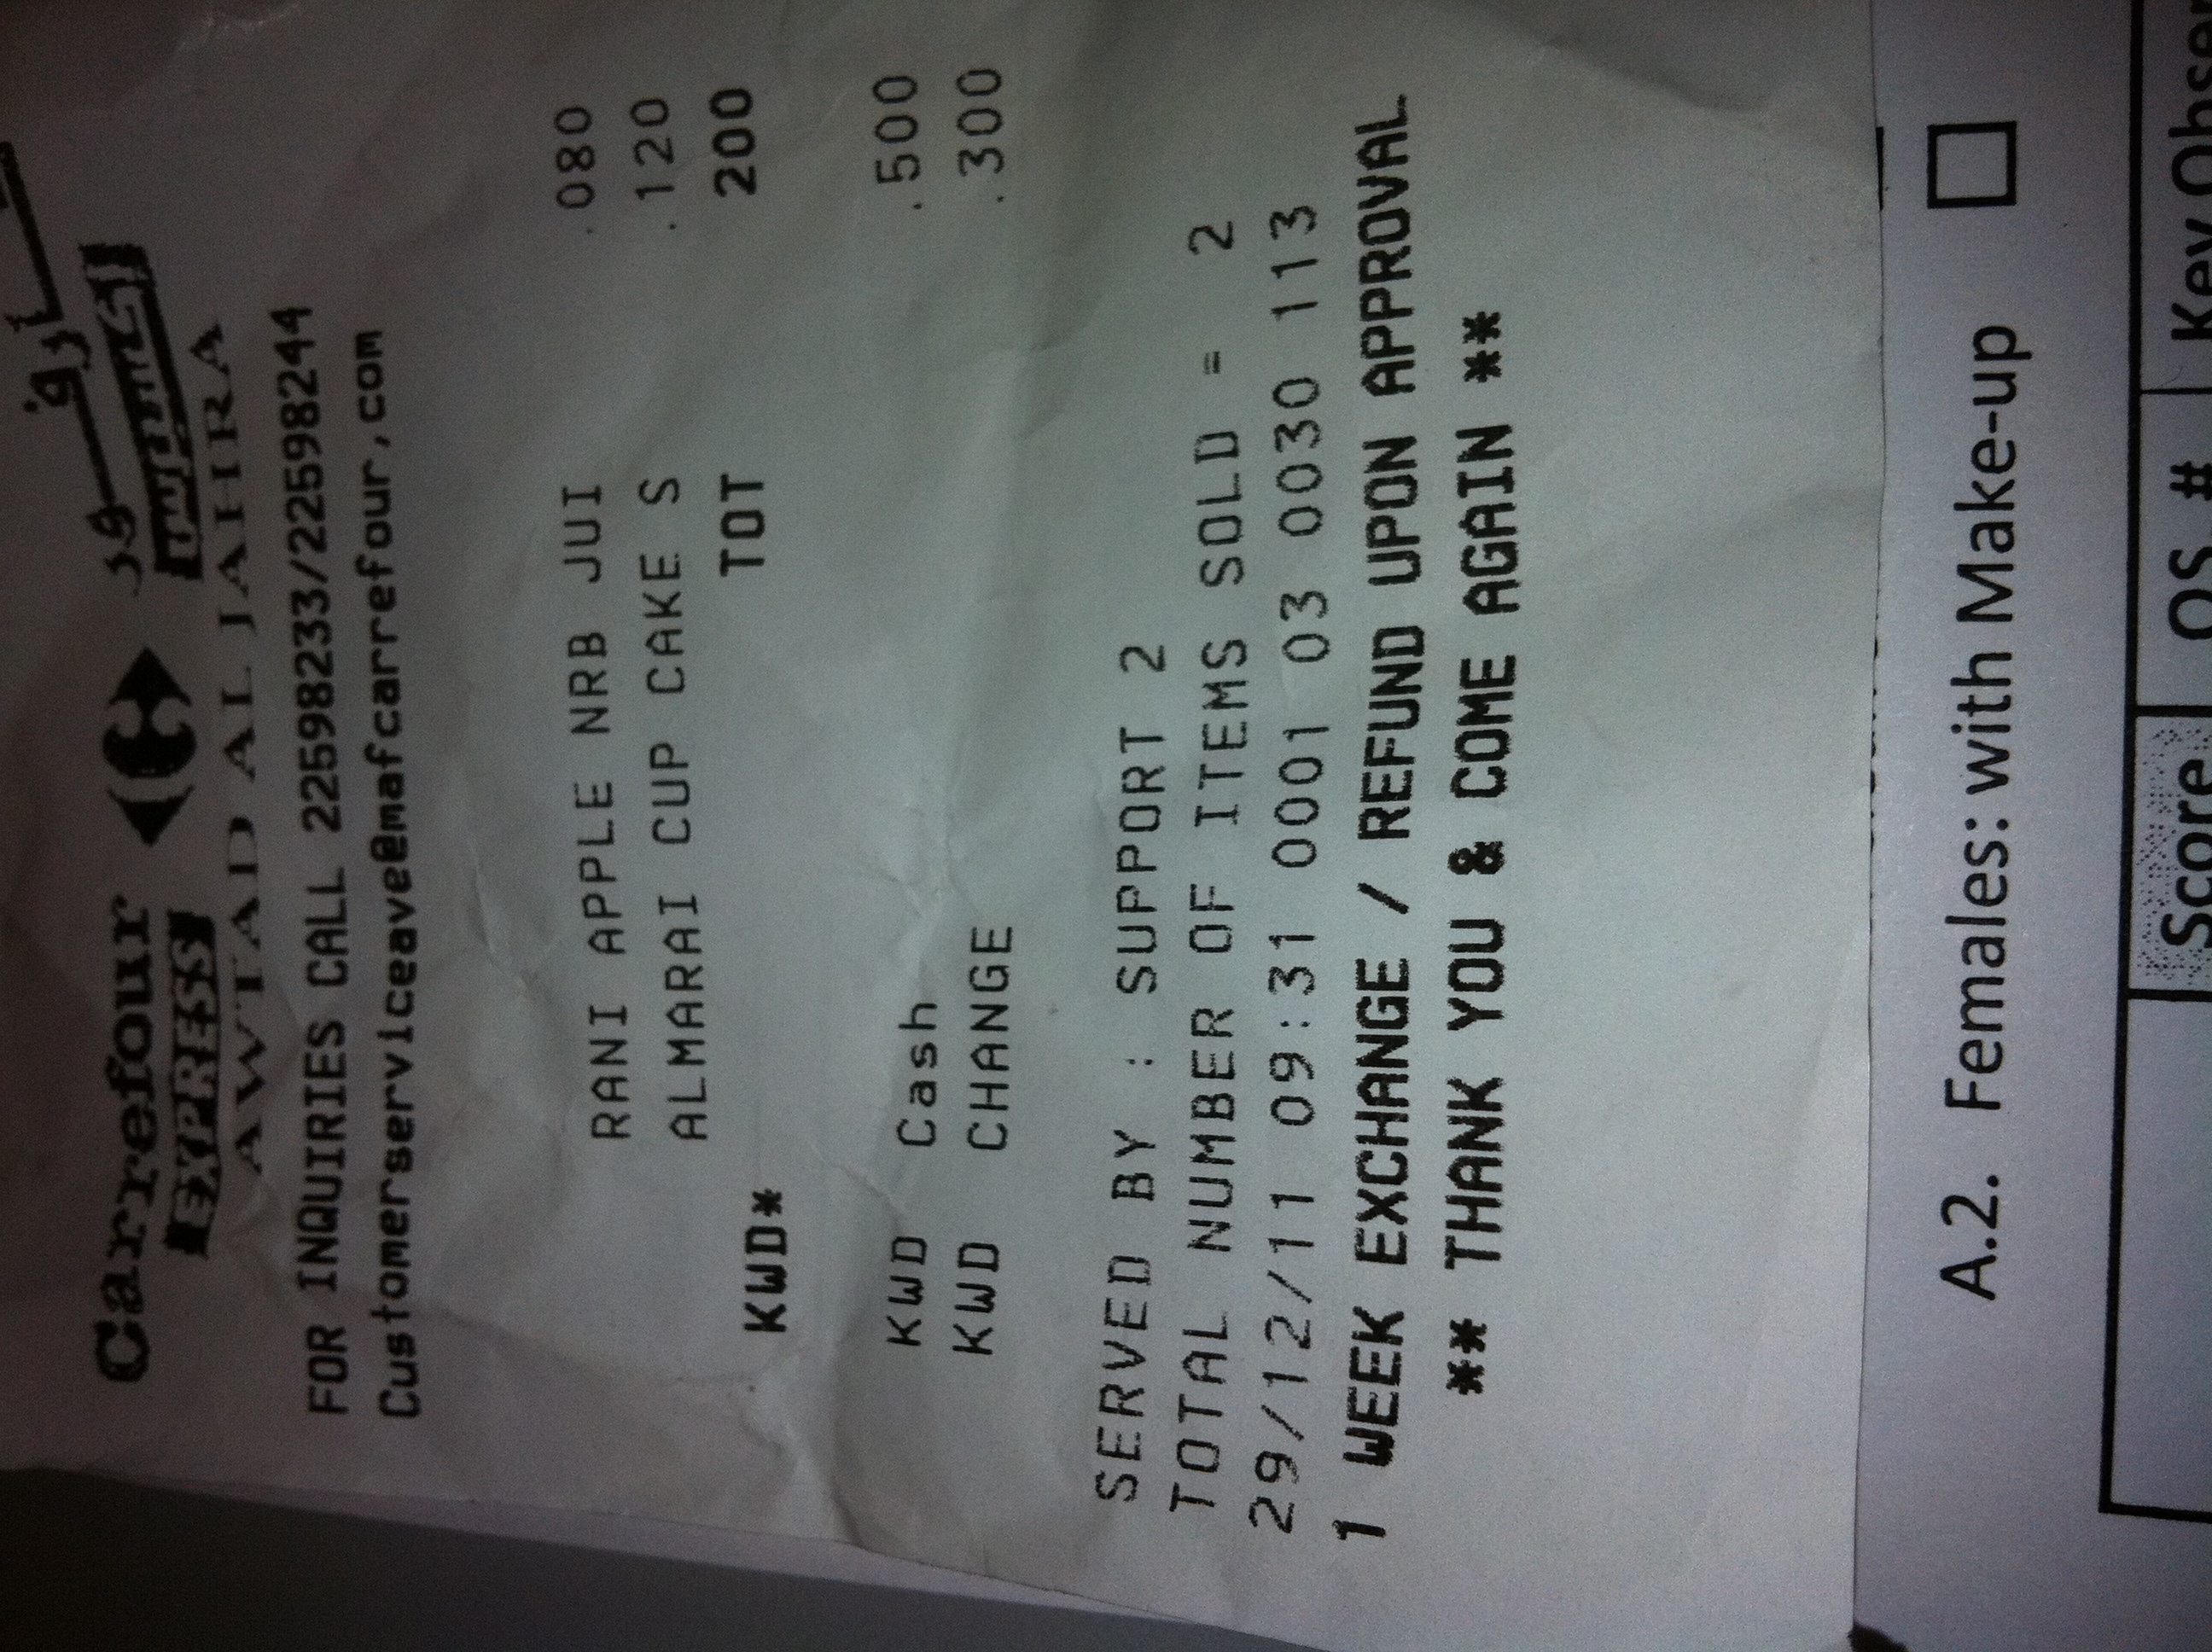 Carrefour كارفور
EXPRESS
AWTAD AL JAHRA
FOR INQUIRIES CALL 22598233/22598244
Customerserviceave@mafcarrefour,com
RANI APPLE NRB JUI .080
ALMARAI CUP CAKE S .120
KWD* TOT 200
KWD Cash .500
KWD CHANGE .300
SERVED BY : SUPPORT 2
TOTAL NUMBER OF ITEMS SOLD = 2
29/12/11 09:31 0001 03 0030 113
1 WEEK EXCHANGE / REFUND UPON APPROVAL
** THANK YOU & COME AGAIN **
A.2. Females: with Make-up
Score OS # Key